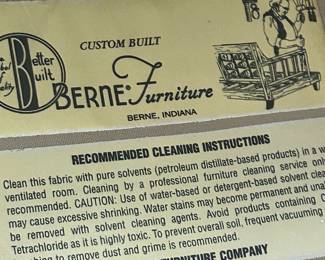 CUSTOM BUILT
Better
Built
BERNE® Furniture
BERNE, INDIANA
RECOMMENDED CLEANING INSTRUCTIONS
Clean this fabric with pure solvents (petroleum distillate-based products) in a w
ventilated room. Cleaning by a professional furniture cleaning service on
recommended. CAUTION: Use of water-based or detergent-based solvent clea
may cause excessive shrinking. Water stains may become permanent and una
be removed with solvent cleaning agents. Avoid products containing C
Tetrachloride as it is highly toxic. To prevent overall soil, frequent vacuuming
hing to remove dust and grime is recommended.
FURNITURE COMPANY